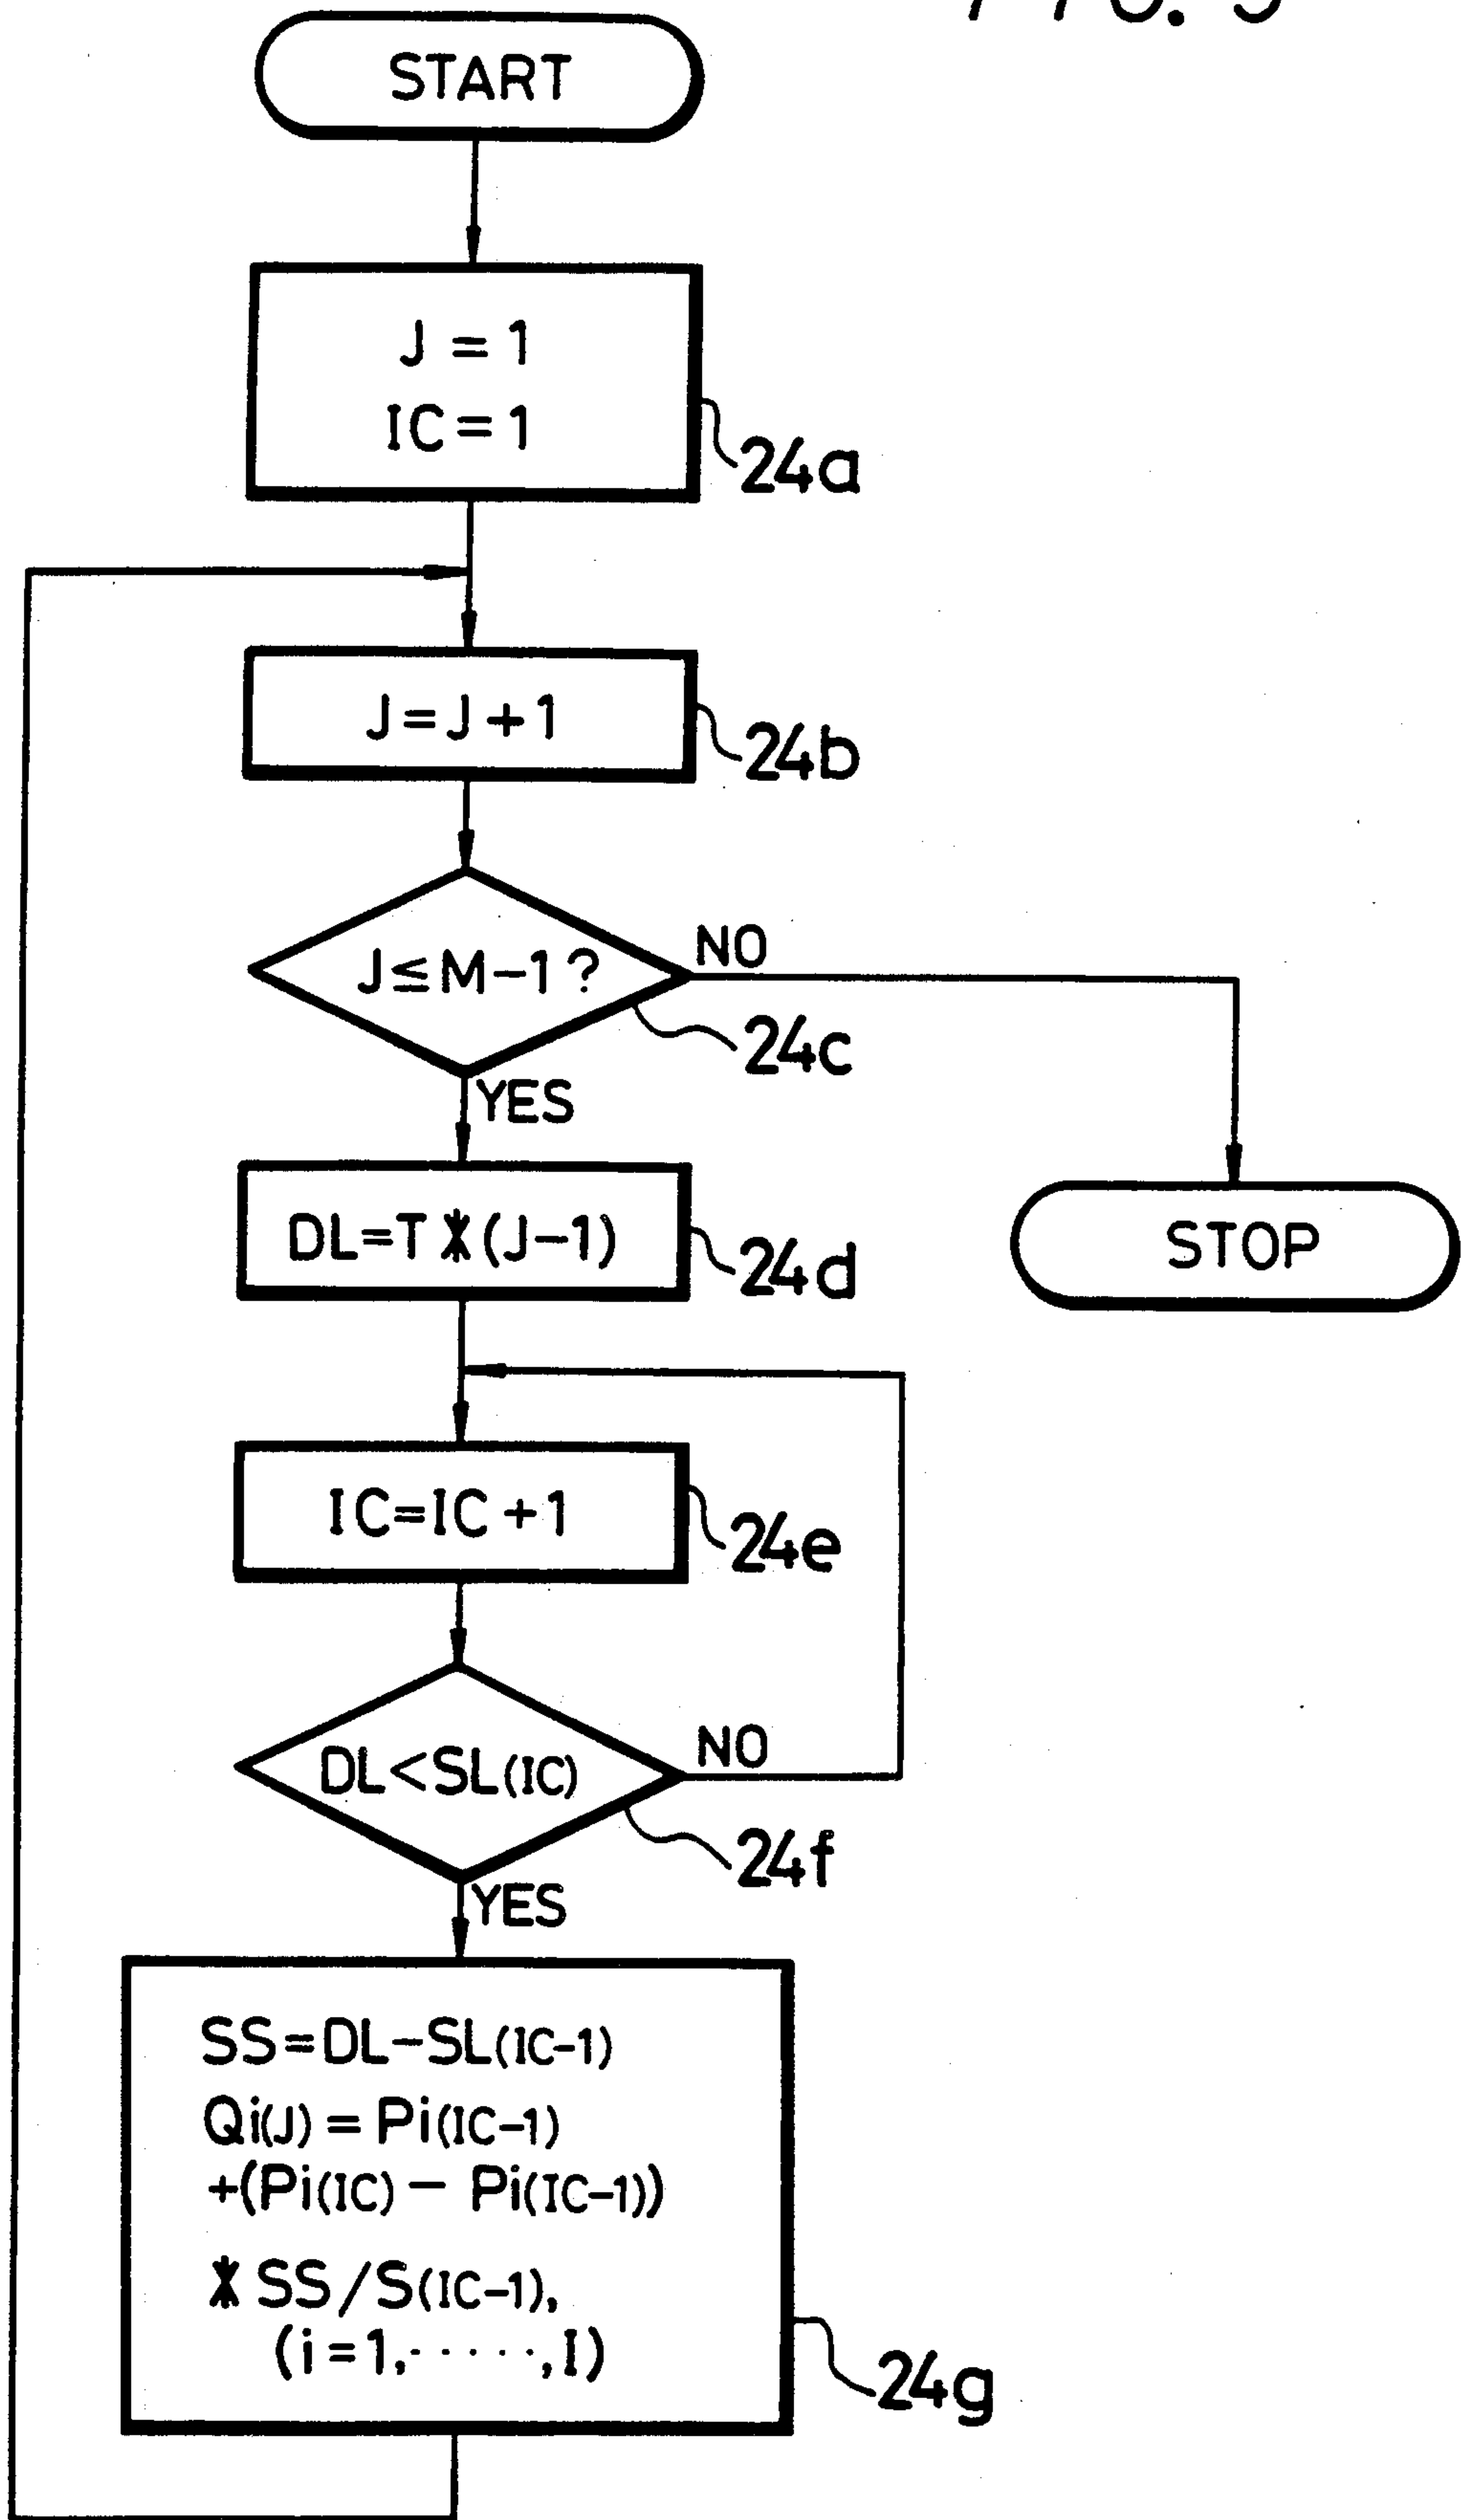 START
J = 1
IC = 1
24a
J=J+1
24b
J≤M-1?
NO
24c
YES
DL=T*(J-1)
24d
STOP
IC=IC+1
24e
DL<SL(IC)
NO
24f
YES
SS=DL-SL(IC-1)
Qi(J) = Pi(IC-1)
+(Pi(IC) - Pi(IC-1))
* SS/S(IC-1),
(i=1,·····,I)
24g